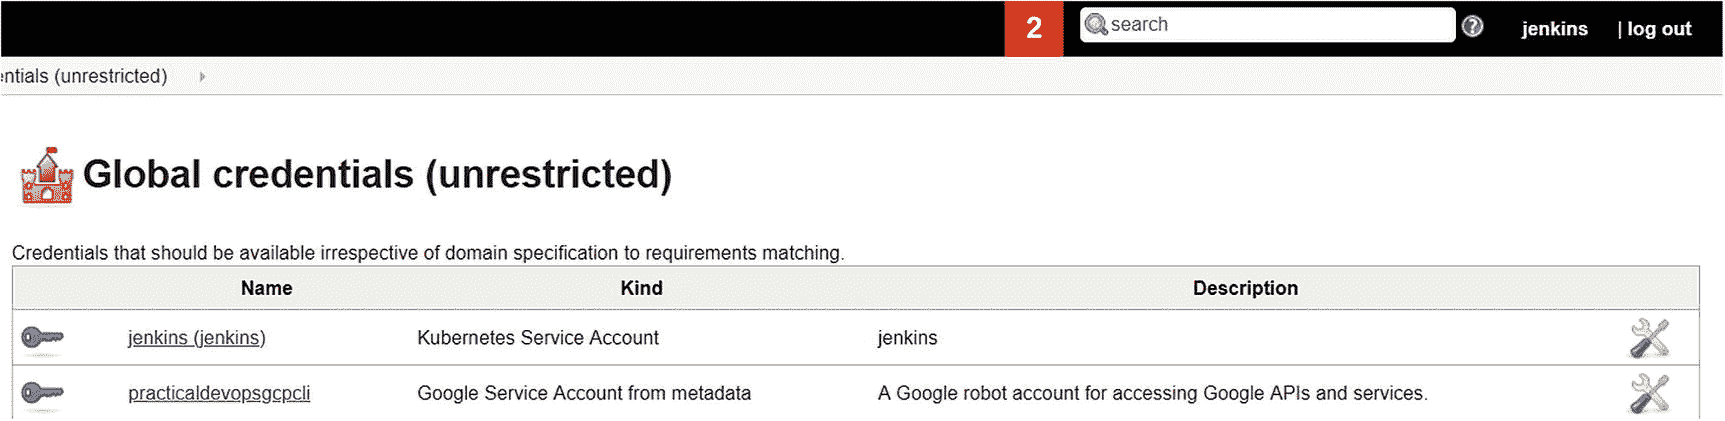 2 search ? jenkins | log out
entials (unrestricted)
Global credentials (unrestricted)
Credentials that should be available irrespective of domain specification to requirements matching.
Name Kind Description
jenkins (jenkins) Kubernetes Service Account jenkins
practicaldevopsgcpcli Google Service Account from metadata A Google robot account for accessing Google APIs and services.